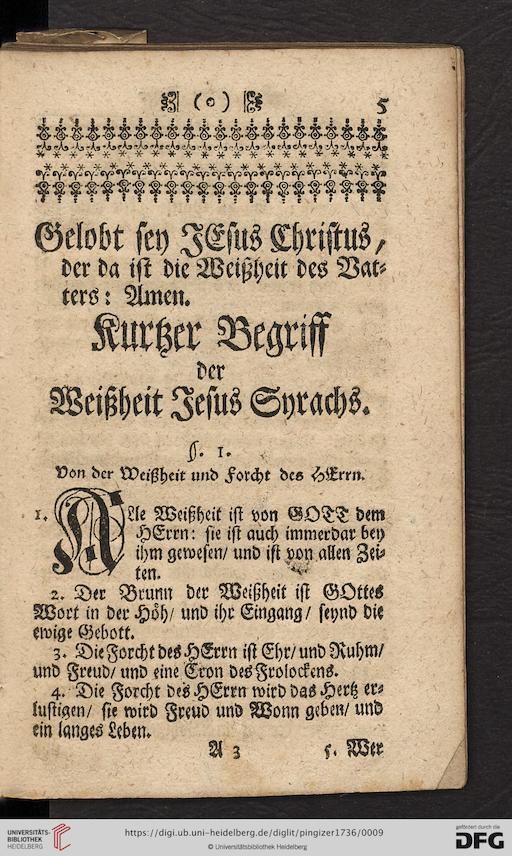 ( o ) 5
Gelobt sey JEsus Christus,
der da ist die Weißheit des Vat-
ters: Amen.
Kurtzer Begriff
der
Weißheit Jesus Syrachs.
§. 1.
Von der Weißheit und Forcht des HErrn.
1. Alle Weißheit ist von GOTT dem
HErrn: sie ist auch immerdar bey
ihm gewesen/ und ist von allen Zei-
ten.
2. Der Brunn der Weißheit ist GOttes
Wort in der Höh/ und ihr Eingang/ seynd die
ewige Gebott.
3. Die Forcht des HErrn ist Ehr/ und Ruhm/
und Freud/ und eine Cron des Frolockens.
4. Die Forcht des HErrn wird das Hertz er-
lustigen/ sie wird Freud und Wonn geben/ und
ein langes Leben.
A 3 5. Wer
UNIVERSITÄTS-
BIBLIOTHEK
HEIDELBERG
https://digi.ub.uni-heidelberg.de/diglit/pingizer1736/0009
© Universitätsbibliothek Heidelberg
gefördert durch die
DFG